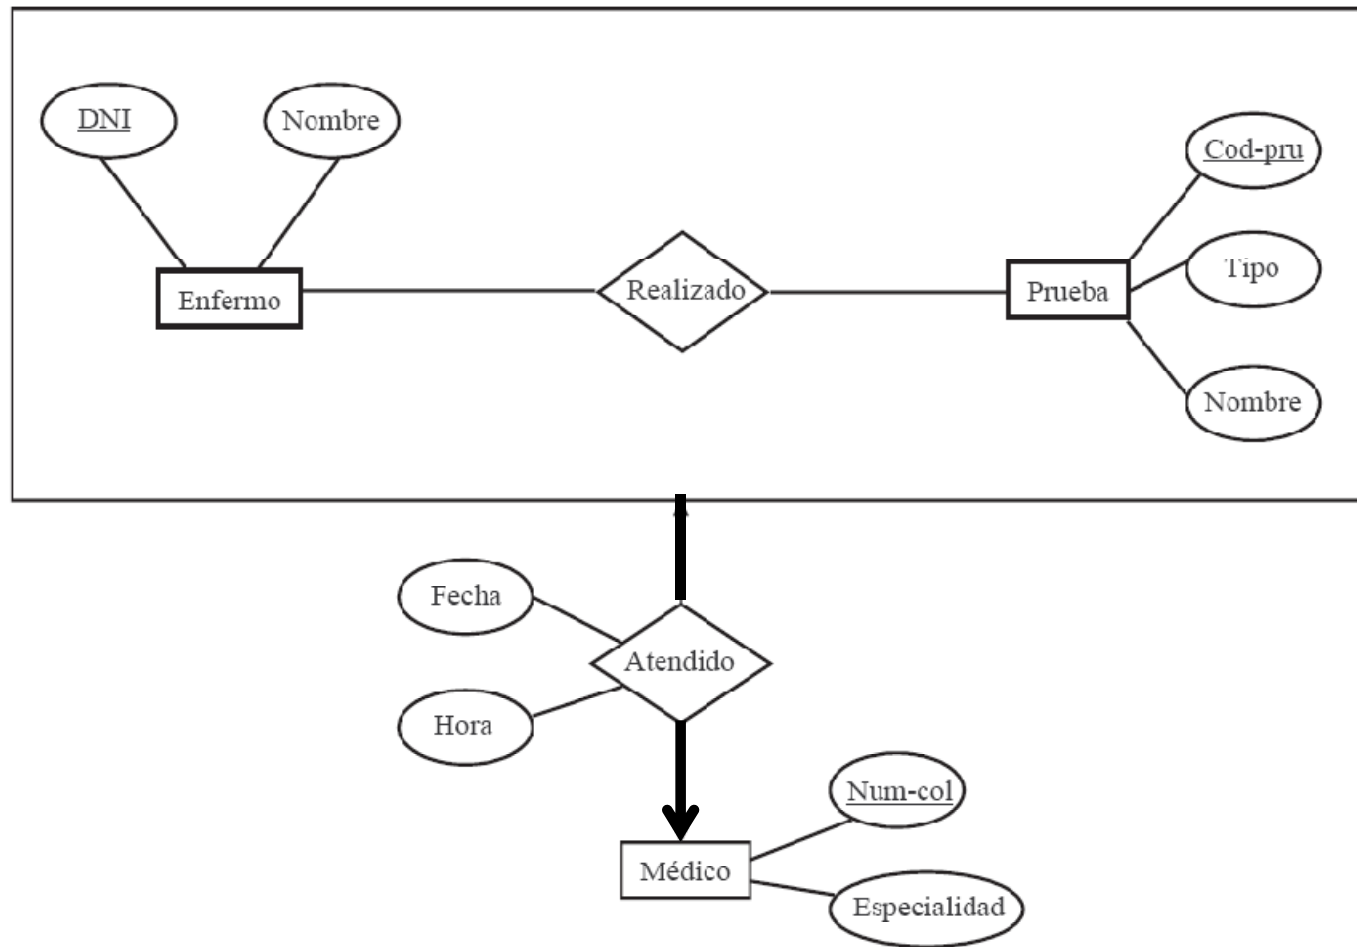 DNI
Nombre
Cod-pru
Tipo
Enfermo
Realizado
Prueba
Nombre
Fecha
Atendido
Hora
Num-col
Médico
Especialidad